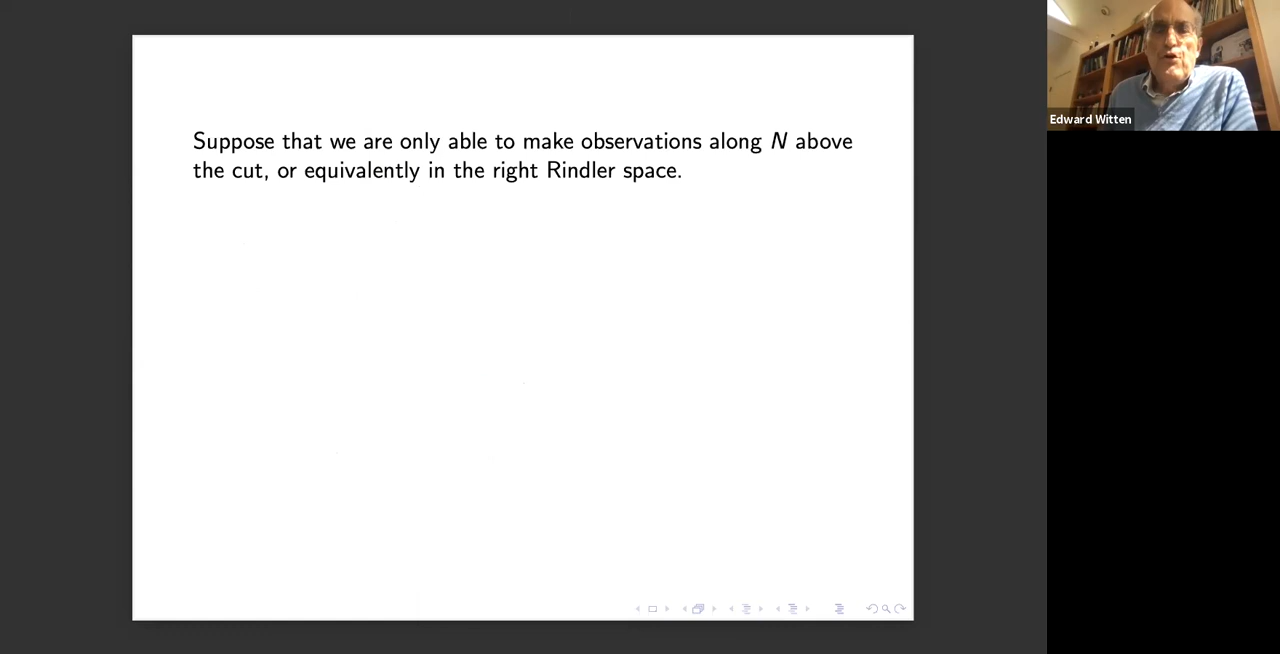 Suppose that we are only able to make observations along N above
the cut, or equivalently in the right Rindler space.
Edward Witten